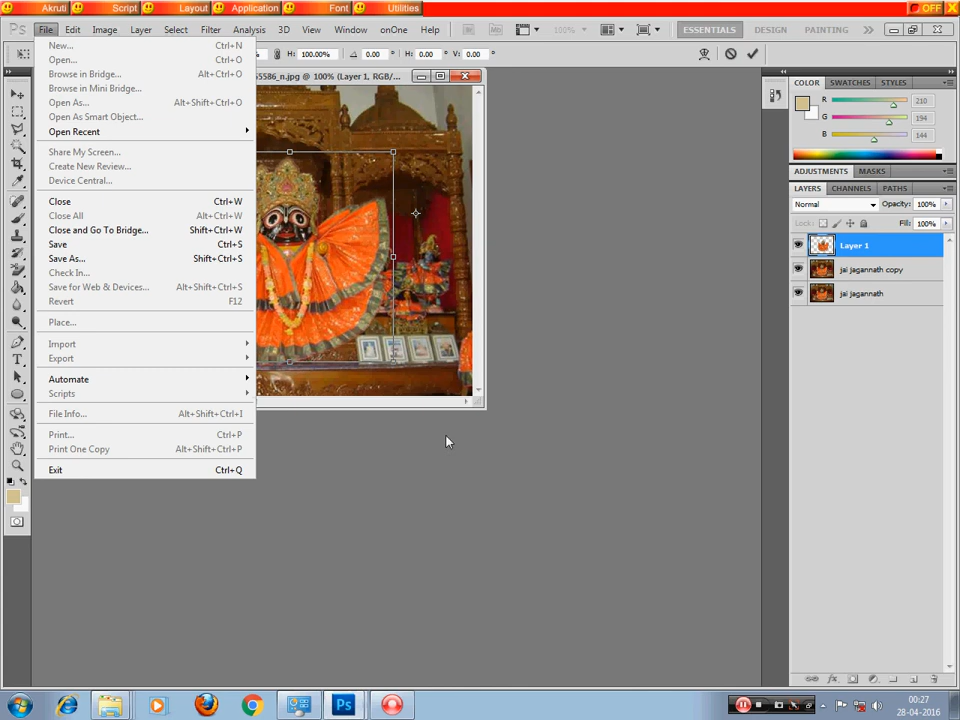 Akruti Script Layout Application Font Utilities OFF
Ps File Edit Image Layer Select Filter Analysis 3D View Window onOne Br Mb 100% ESSENTIALS DESIGN PAINTING
H: 100.00% 0.00 ° H: 0.00 ° V: 0.00 °
New... Ctrl+N
Open... Ctrl+O
Browse in Bridge... Alt+Ctrl+O
Browse in Mini Bridge...
Open As... Alt+Shift+Ctrl+O
Open As Smart Object...
Open Recent
Share My Screen...
Create New Review...
Device Central...
Close Ctrl+W
Close All Alt+Ctrl+W
Close and Go To Bridge... Shift+Ctrl+W
Save Ctrl+S
Save As... Shift+Ctrl+S
Check In...
Save for Web & Devices... Alt+Shift+Ctrl+S
Revert F12
Place...
Import
Export
Automate
Scripts
File Info... Alt+Shift+Ctrl+I
Print... Ctrl+P
Print One Copy Alt+Shift+Ctrl+P
Exit Ctrl+Q
55586_n.jpg @ 100% (Layer 1, RGB/...
COLOR SWATCHES STYLES
R 210
G 194
B 144
ADJUSTMENTS MASKS
LAYERS CHANNELS PATHS
Normal Opacity: 100%
Lock: Fill: 100%
Layer 1
jai jagannath copy
jai jagannath
Ps
00:27
28-04-2016